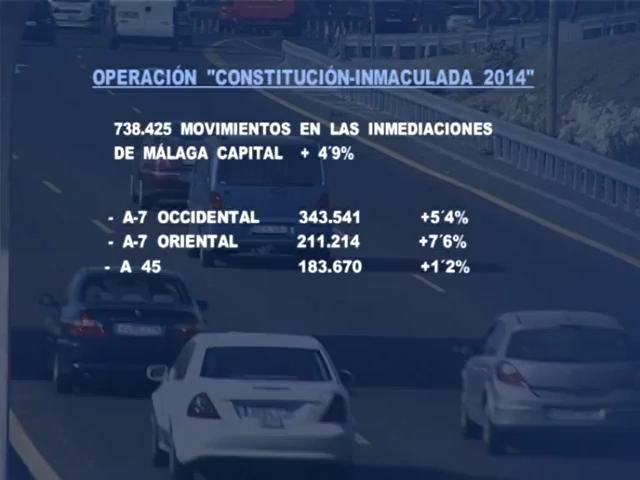 OPERACIÓN "CONSTITUCIÓN-INMACULADA 2014"
738.425 MOVIMIENTOS EN LAS INMEDIACIONES
DE MÁLAGA CAPITAL + 4´9%
- A-7 OCCIDENTAL 343.541 +5´4%
- A-7 ORIENTAL 211.214 +7´6%
- A 45 183.670 +1´2%